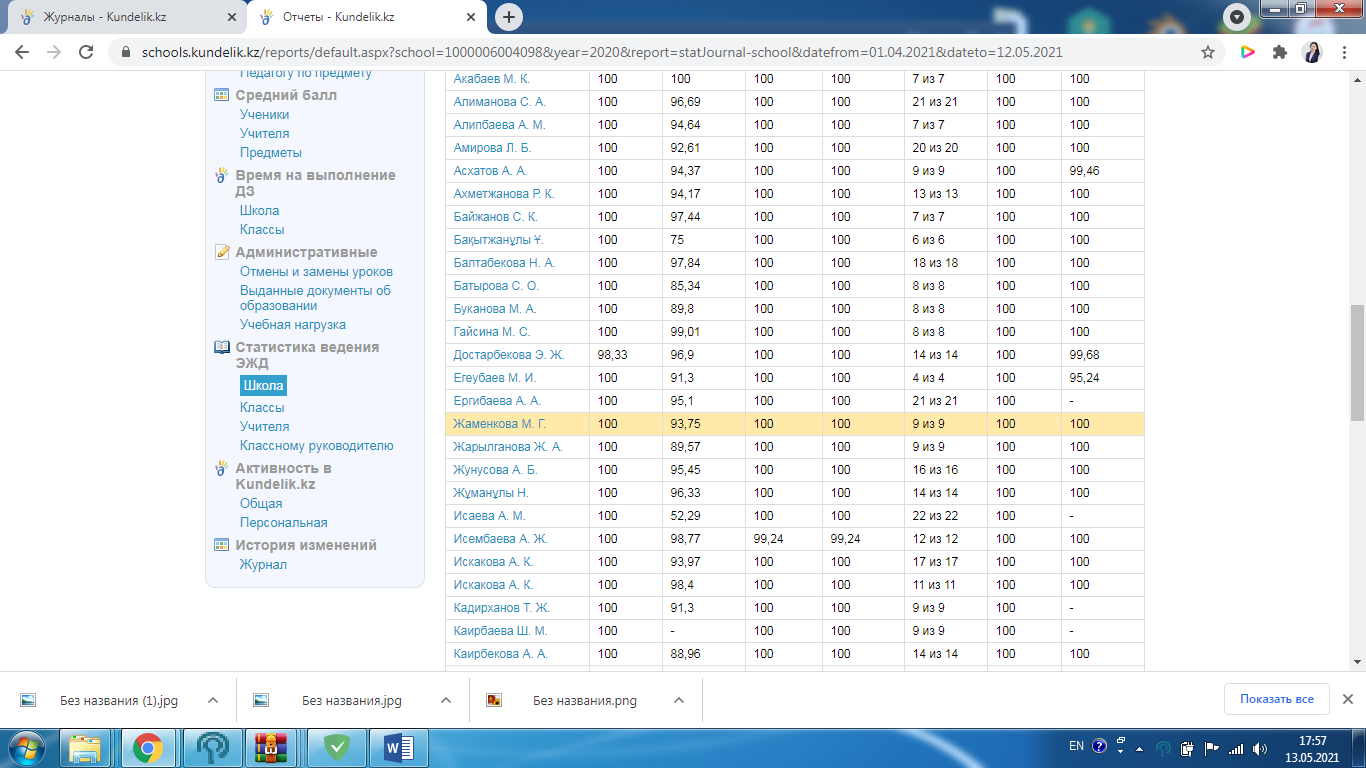 Журналы - Kundelik.kz
Отчеты - Kundelik.kz
schools.kundelik.kz/reports/default.aspx?school=1000006004098&year=2020&report=statJournal-school&datefrom=01.04.2021&dateto=12.05.2021
Педагогу по предмету
Средний балл
Ученики
Учителя
Предметы
Время на выполнение
ДЗ
Школа
Классы
Административные
Отмены и замены уроков
Выданные документы об
образовании
Учебная нагрузка
Статистика ведения
ЭЖД
Школа
Классы
Учителя
Классному руководителю
Активность в
Kundelik.kz
Общая
Персональная
История изменений
Журнал
Акабаев М. К. 100 100 100 100 7 из 7 100 100
Алиманова С. А. 100 96,69 100 100 21 из 21 100 100
Алипбаева А. М. 100 94,64 100 100 7 из 7 100 100
Амирова Л. Б. 100 92,61 100 100 20 из 20 100 100
Асхатов А. А. 100 94,37 100 100 9 из 9 100 99,46
Ахметжанова Р. К. 100 94,17 100 100 13 из 13 100 100
Байжанов С. К. 100 97,44 100 100 7 из 7 100 100
Бақытжанұлы Ұ. 100 75 100 100 6 из 6 100 100
Балтабекова Н. А. 100 97,84 100 100 18 из 18 100 100
Батырова С. О. 100 85,34 100 100 8 из 8 100 100
Буканова М. А. 100 89,8 100 100 8 из 8 100 100
Гайсина М. С. 100 99,01 100 100 8 из 8 100 100
Достарбекова Э. Ж. 98,33 96,9 100 100 14 из 14 100 99,68
Егеубаев М. И. 100 91,3 100 100 4 из 4 100 95,24
Ергибаева А. А. 100 95,1 100 100 21 из 21 100 -
Жаменкова М. Г. 100 93,75 100 100 9 из 9 100 100
Жарылганова Ж. А. 100 89,57 100 100 9 из 9 100 100
Жунусова А. Б. 100 95,45 100 100 16 из 16 100 100
Жұманұлы Н. 100 96,33 100 100 14 из 14 100 100
Исаева А. М. 100 52,29 100 100 22 из 22 100 -
Исембаева А. Ж. 100 98,77 99,24 99,24 12 из 12 100 100
Искакова А. К. 100 93,97 100 100 17 из 17 100 100
Искакова А. К. 100 98,4 100 100 11 из 11 100 100
Кадирханов Т. Ж. 100 91,3 100 100 9 из 9 100 -
Каирбаева Ш. М. 100 - 100 100 9 из 9 100 -
Каирбекова А. А. 100 88,96 100 100 14 из 14 100 100
Без названия (1).jpg
Без названия.jpg
Без названия.png
Показать все
EN
17:57
13.05.2021